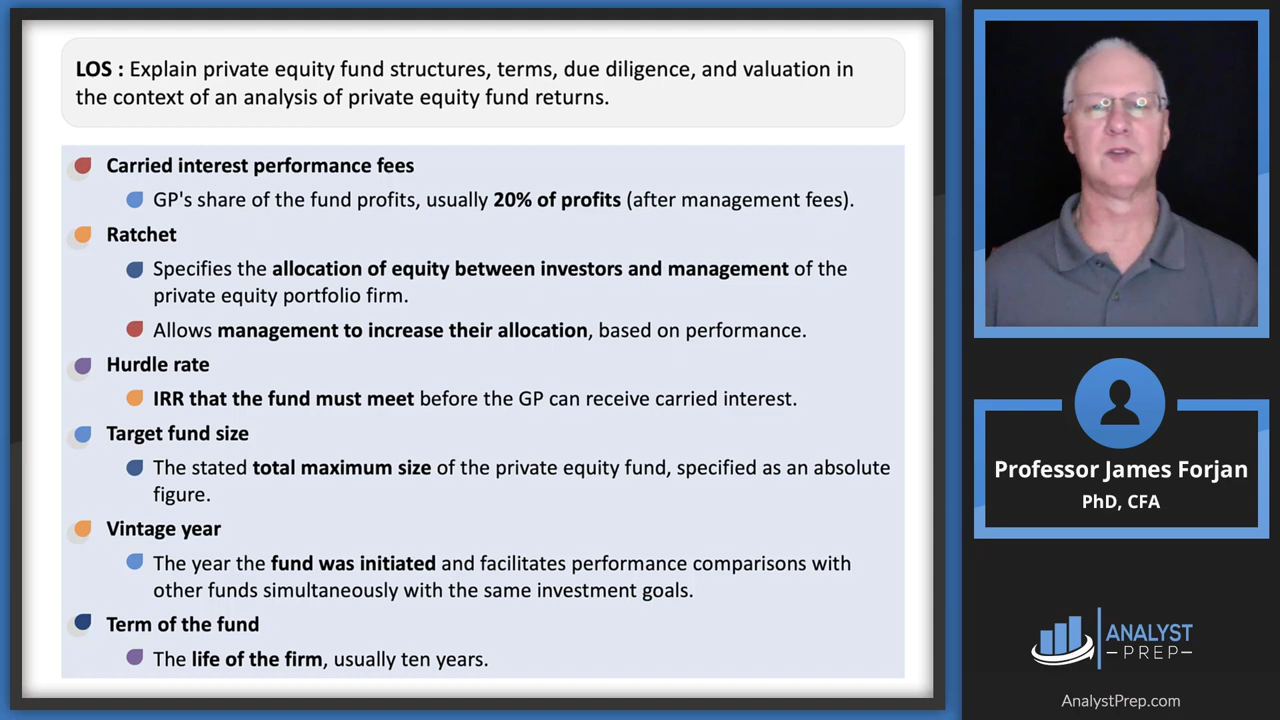 LOS : Explain private equity fund structures, terms, due diligence, and valuation in
the context of an analysis of private equity fund returns.
Carried interest performance fees
GP's share of the fund profits, usually 20% of profits (after management fees).
Ratchet
Specifies the allocation of equity between investors and management of the
private equity portfolio firm.
Allows management to increase their allocation, based on performance.
Hurdle rate
IRR that the fund must meet before the GP can receive carried interest.
Target fund size
The stated total maximum size of the private equity fund, specified as an absolute
figure.
Vintage year
The year the fund was initiated and facilitates performance comparisons with
other funds simultaneously with the same investment goals.
Term of the fund
The life of the firm, usually ten years.
Professor James Forjan
PhD, CFA
ANALYST
PREP
AnalystPrep.com